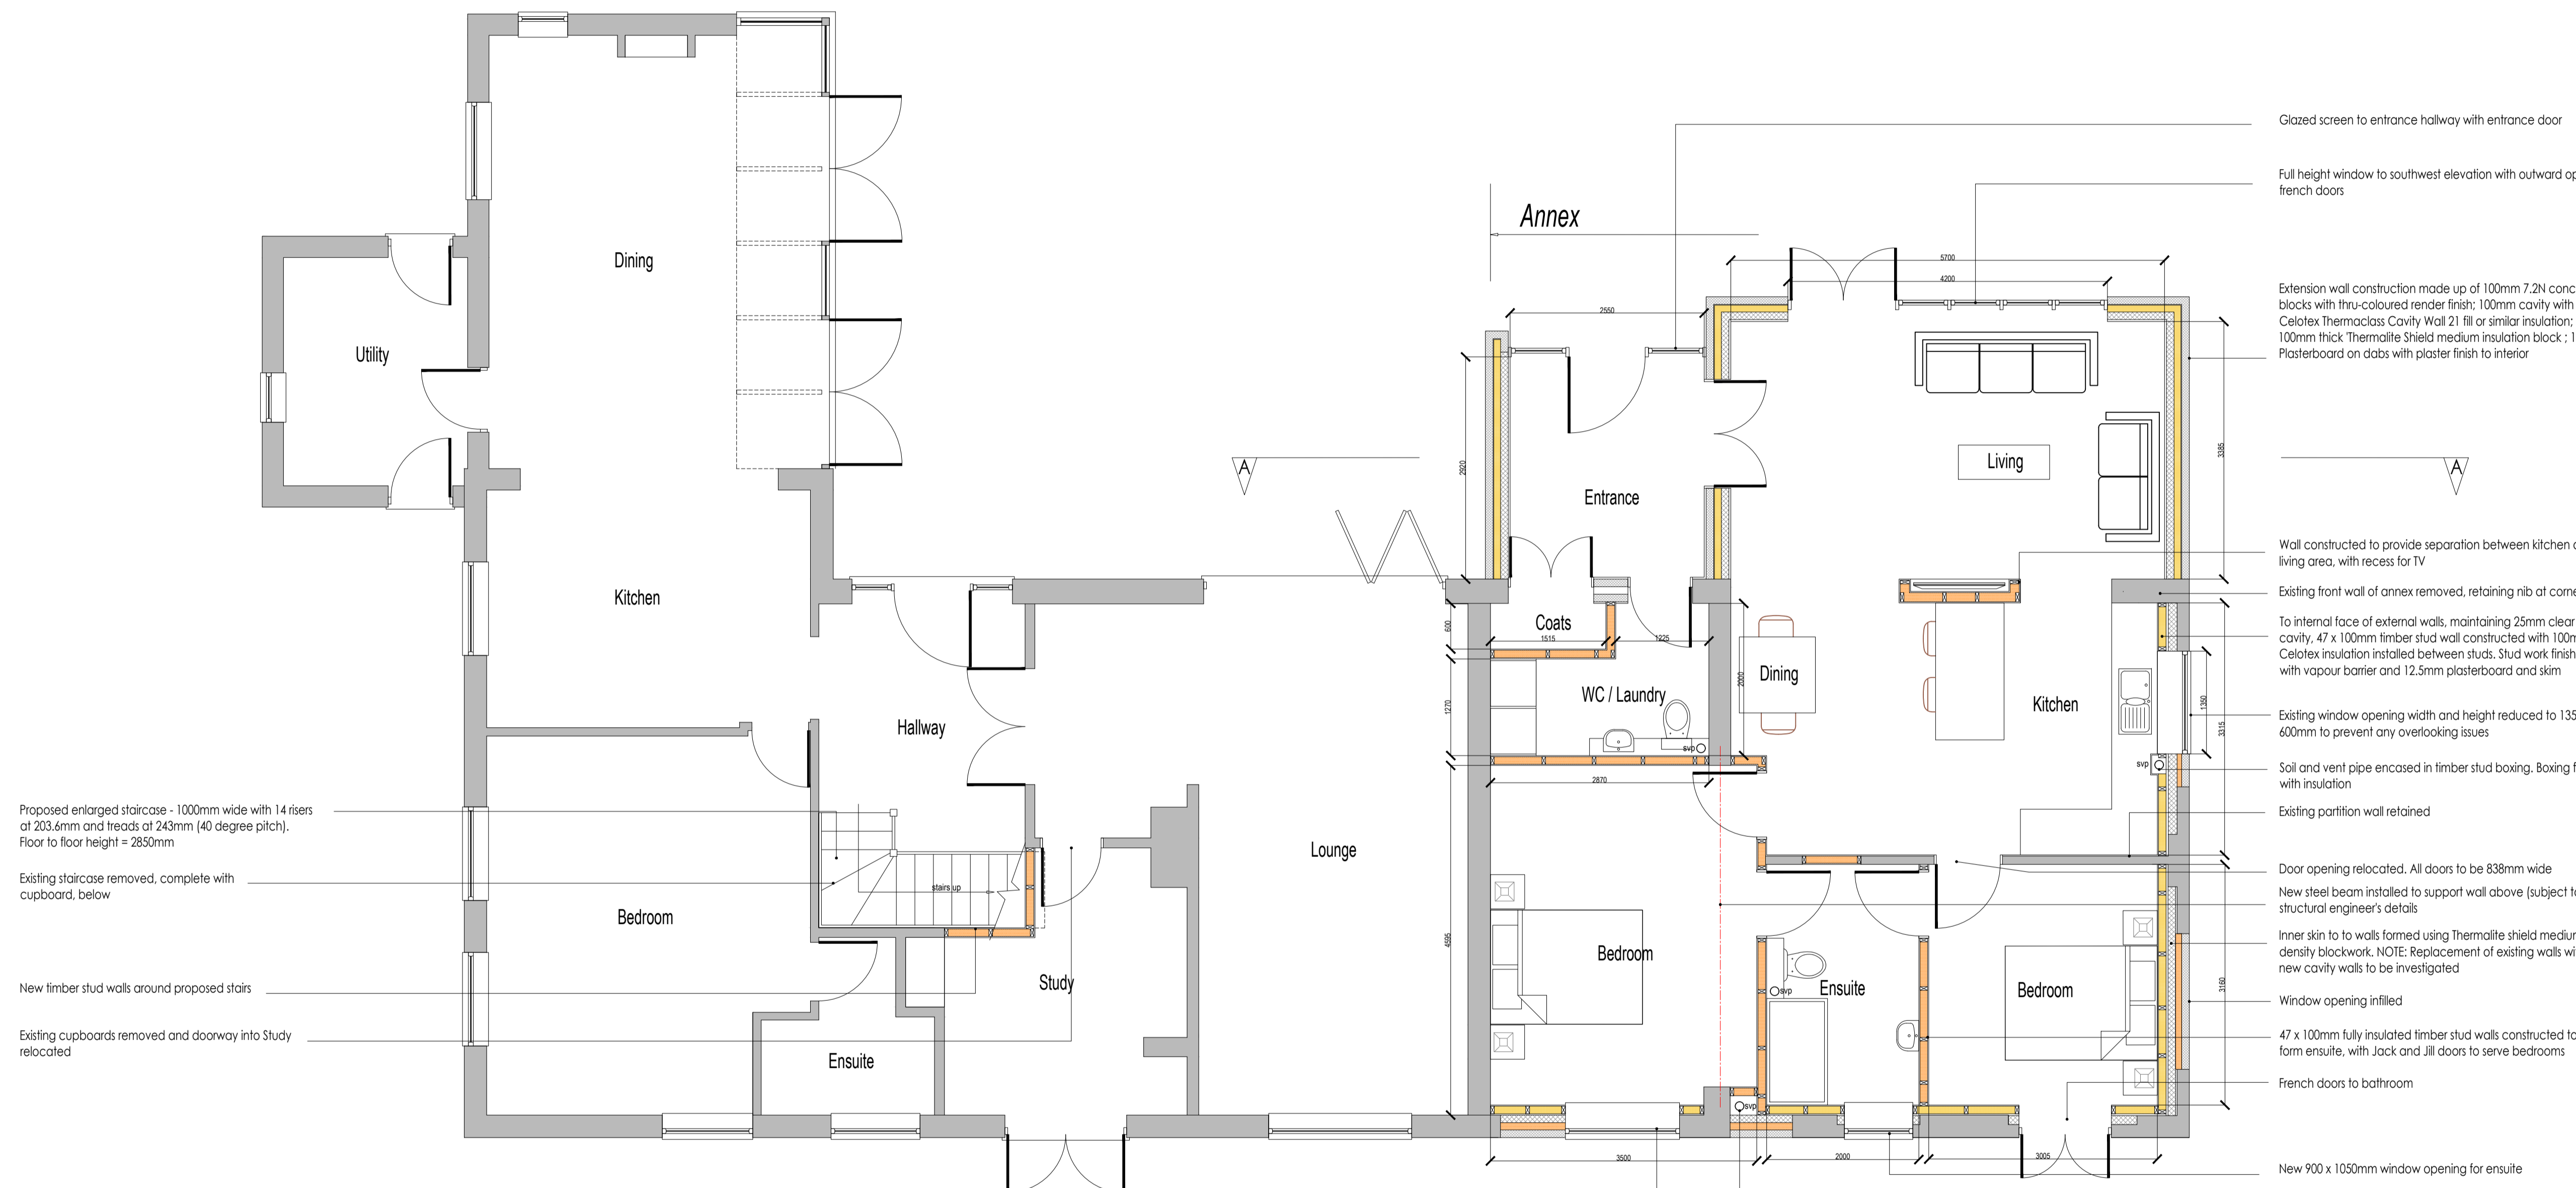 Glazed screen to entrance hallway with entrance door
Full height window to southwest elevation with outward op
french doors
Annex
5700
4200
Dining
2550
Extension wall construction made up of 100mm 7.2N conc
blocks with thru-coloured render finish; 100mm cavity with
Celotex Thermaclass Cavity Wall 21 fill or similar insulation;
100mm thick 'Thermalite Shield medium insulation block ; 1
Plasterboard on dabs with plaster finish to interior
Utility
3385
2920
A
Living
A
Entrance
Wall constructed to provide separation between kitchen
living area, with recess for TV
Kitchen
Existing front wall of annex removed, retaining nib at corne
600
Coats
1515
1225
To internal face of external walls, maintaining 25mm clear
cavity, 47 x 100mm timber stud wall constructed with 100m
Celotex insulation installed between studs. Stud work finish
with vapour barrier and 12.5mm plasterboard and skim
2000
Dining
WC / Laundry
1270
Kitchen
1350
3315
Hallway
svp
Existing window opening width and height reduced to 135
600mm to prevent any overlooking issues
svp
Soil and vent pipe encased in timber stud boxing. Boxing f
with insulation
2870
Proposed enlarged staircase - 1000mm wide with 14 risers
at 203.6mm and treads at 243mm (40 degree pitch).
Floor to floor height = 2850mm
Existing partition wall retained
Lounge
Door opening relocated. All doors to be 838mm wide
Existing staircase removed, complete with
cupboard, below
stairs up
New steel beam installed to support wall above (subject to
structural engineer's details
Bedroom
4595
Bedroom
Inner skin to to walls formed using Thermalite shield mediu
density blockwork. NOTE: Replacement of existing walls wi
new cavity walls to be investigated
Study
svp
Ensuite
Bedroom
3160
New timber stud walls around proposed stairs
Window opening infilled
Existing cupboards removed and doorway into Study
relocated
47 x 100mm fully insulated timber stud walls constructed to
form ensuite, with Jack and Jill doors to serve bedrooms
Ensuite
French doors to bathroom
svp
3500
2000
3005
New 900 x 1050mm window opening for ensuite